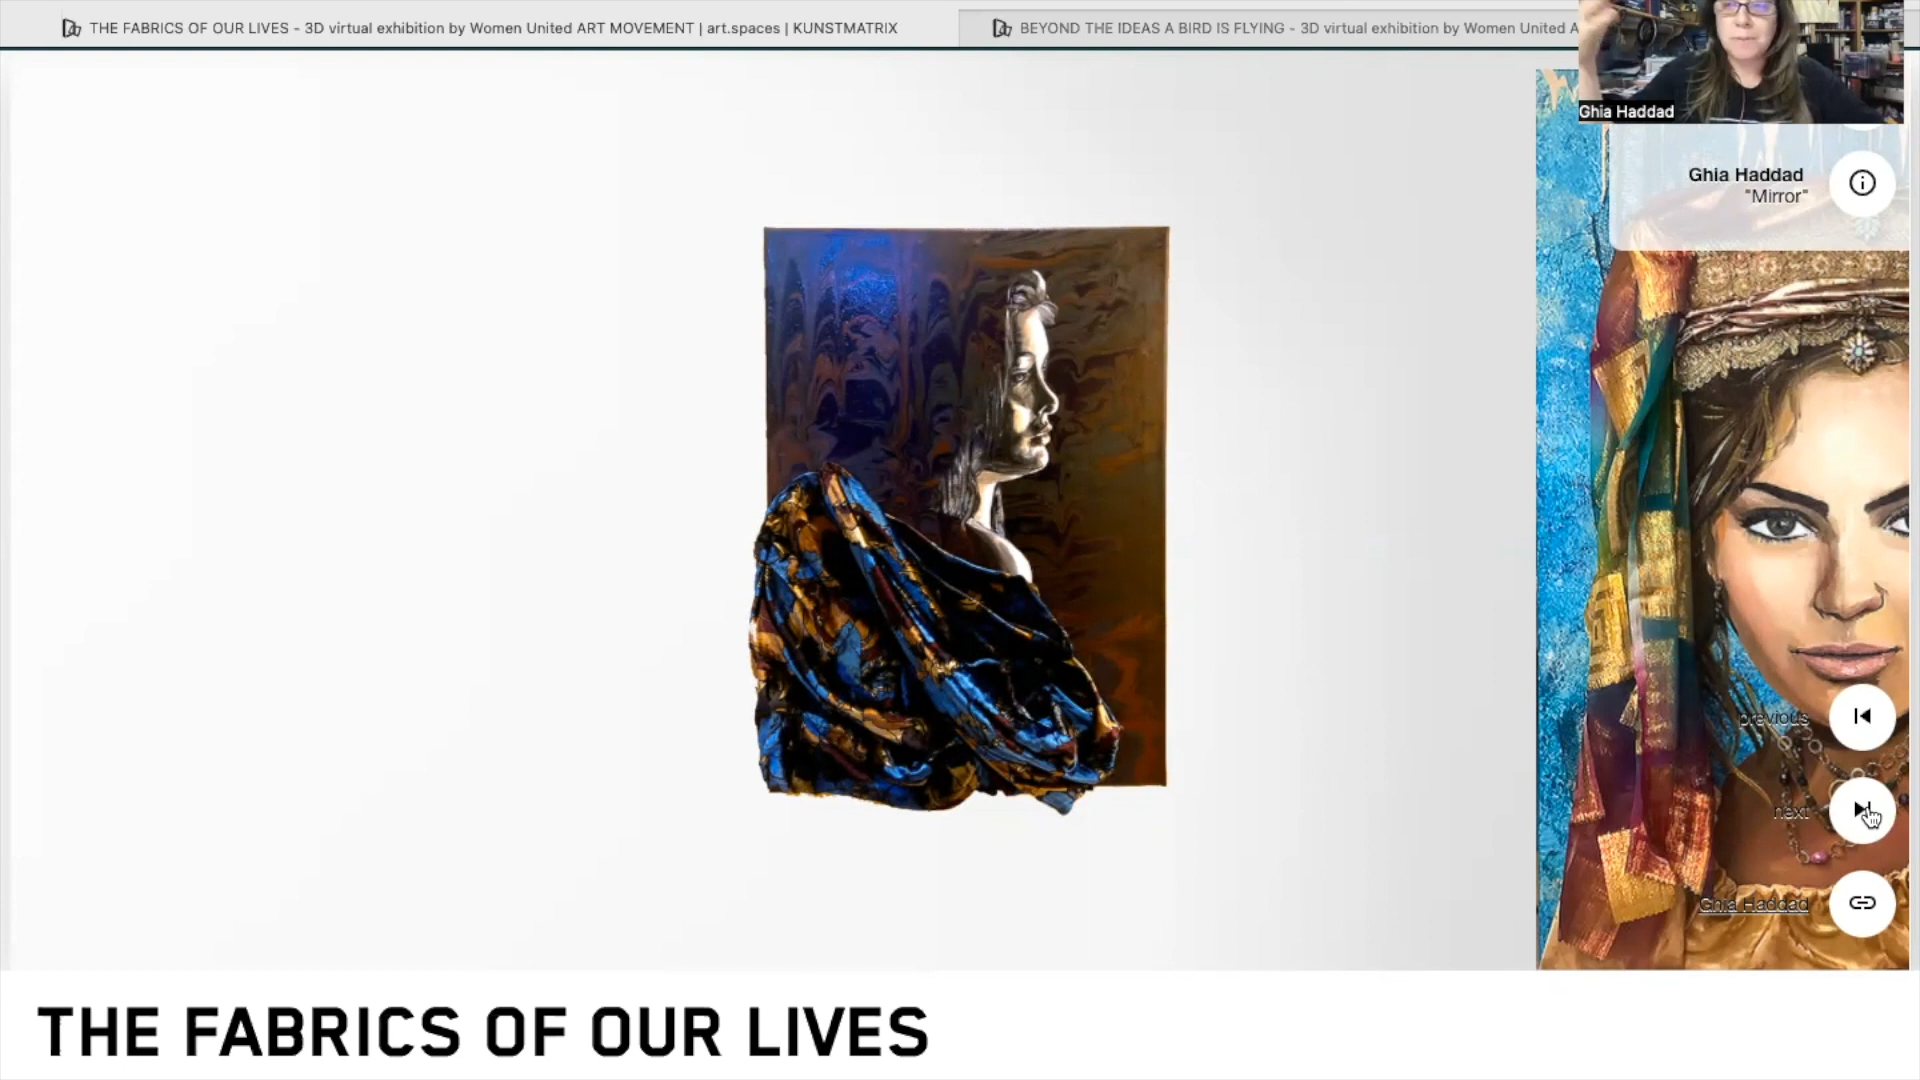 THE FABRICS OF OUR LIVES - 3D virtual exhibition by Women United ART MOVEMENT | art.spaces | KUNSTMATRIX
BEYOND THE IDEAS A BIRD IS FLYING - 3D virtual exhibition by Women United A
Ghia Haddad
Ghia Haddad
"Mirror"
previous
next
Ghia Haddad
THE FABRICS OF OUR LIVES